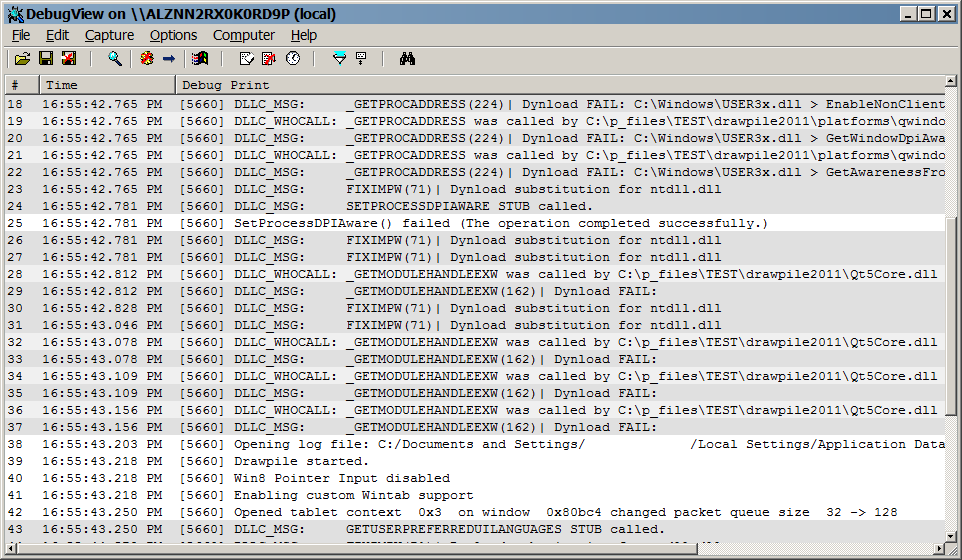 DebugView on \\ALZNN2RX0K0RD9P (local)
File Edit Capture Options Computer Help
# Time Debug Print
18 16:55:42.765 PM [5660] DLLC_MSG: _GETPROCADDRESS(224)| Dynload FAIL: C:\Windows\USER3x.dll > EnableNonClient
19 16:55:42.765 PM [5660] DLLC_WHOCALL: _GETPROCADDRESS was called by C:\p_files\TEST\drawpile2011\platforms\qwindo
20 16:55:42.765 PM [5660] DLLC_MSG: _GETPROCADDRESS(224)| Dynload FAIL: C:\Windows\USER3x.dll > GetWindowDpiAwa
21 16:55:42.765 PM [5660] DLLC_WHOCALL: _GETPROCADDRESS was called by C:\p_files\TEST\drawpile2011\platforms\qwindo
22 16:55:42.765 PM [5660] DLLC_MSG: _GETPROCADDRESS(224)| Dynload FAIL: C:\Windows\USER3x.dll > GetAwarenessFro
23 16:55:42.765 PM [5660] DLLC_MSG: FIXIMPW(71)| Dynload substitution for ntdll.dll
24 16:55:42.781 PM [5660] DLLC_MSG: SETPROCESSDPIAWARE STUB called.
25 16:55:42.781 PM [5660] SetProcessDPIAware() failed (The operation completed successfully.)
26 16:55:42.781 PM [5660] DLLC_MSG: FIXIMPW(71)| Dynload substitution for ntdll.dll
27 16:55:42.781 PM [5660] DLLC_MSG: FIXIMPW(71)| Dynload substitution for ntdll.dll
28 16:55:42.812 PM [5660] DLLC_WHOCALL: _GETMODULEHANDLEEXW was called by C:\p_files\TEST\drawpile2011\Qt5Core.dll
29 16:55:42.812 PM [5660] DLLC_MSG: _GETMODULEHANDLEEXW(162)| Dynload FAIL:
30 16:55:42.828 PM [5660] DLLC_MSG: FIXIMPW(71)| Dynload substitution for ntdll.dll
31 16:55:43.046 PM [5660] DLLC_MSG: FIXIMPW(71)| Dynload substitution for ntdll.dll
32 16:55:43.078 PM [5660] DLLC_WHOCALL: _GETMODULEHANDLEEXW was called by C:\p_files\TEST\drawpile2011\Qt5Core.dll
33 16:55:43.078 PM [5660] DLLC_MSG: _GETMODULEHANDLEEXW(162)| Dynload FAIL:
34 16:55:43.109 PM [5660] DLLC_WHOCALL: _GETMODULEHANDLEEXW was called by C:\p_files\TEST\drawpile2011\Qt5Core.dll
35 16:55:43.109 PM [5660] DLLC_MSG: _GETMODULEHANDLEEXW(162)| Dynload FAIL:
36 16:55:43.156 PM [5660] DLLC_WHOCALL: _GETMODULEHANDLEEXW was called by C:\p_files\TEST\drawpile2011\Qt5Core.dll
37 16:55:43.156 PM [5660] DLLC_MSG: _GETMODULEHANDLEEXW(162)| Dynload FAIL:
38 16:55:43.203 PM [5660] Opening log file: C:/Documents and Settings/ /Local Settings/Application Data
39 16:55:43.218 PM [5660] Drawpile started.
40 16:55:43.218 PM [5660] Win8 Pointer Input disabled
41 16:55:43.218 PM [5660] Enabling custom Wintab support
42 16:55:43.250 PM [5660] Opened tablet context 0x3 on window 0x80bc4 changed packet queue size 32 -> 128
43 16:55:43.250 PM [5660] DLLC_MSG: GETUSERPREFERREDUILANGUAGES STUB called.